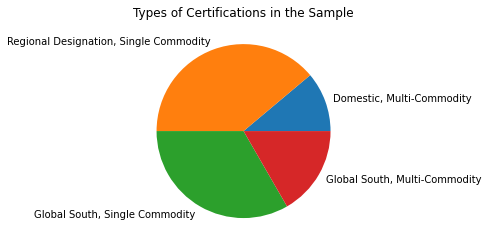 Types of Certifications in the Sample
Regional Designation, Single Commodity
Domestic, Multi-Commodity
Global South, Multi-Commodity
Global South, Single Commodity